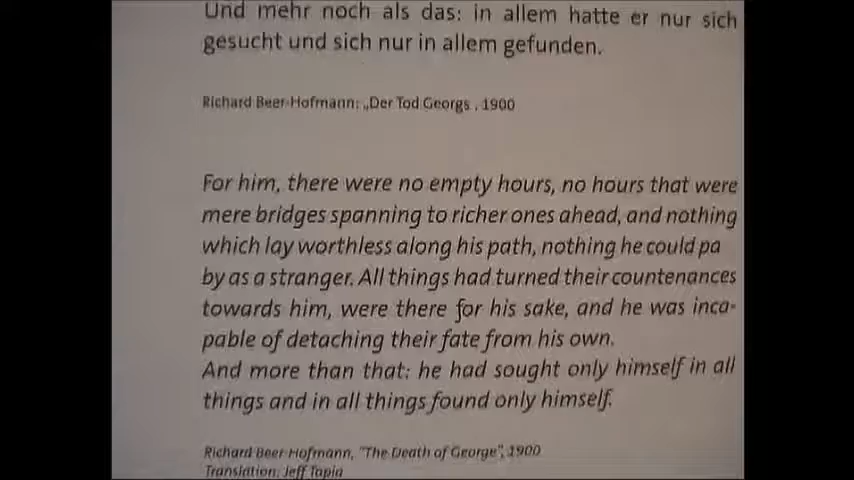 Und mehr noch als das: in allem hatte er nur sich
gesucht und sich nur in allem gefunden.
Richard Beer-Hofmann: „Der Tod Georgs , 1900
For him, there were no empty hours, no hours that were
mere bridges spanning to richer ones ahead, and nothing
which lay worthless along his path, nothing he could pa
by as a stranger. All things had turned their countenances
towards him, were there for his sake, and he was inca-
pable of detaching their fate from his own.
And more than that: he had sought only himself in all
things and in all things found only himself.
Richard Beer-Hofmann, "The Death of George", 1900
Translation: Jeff Tapia